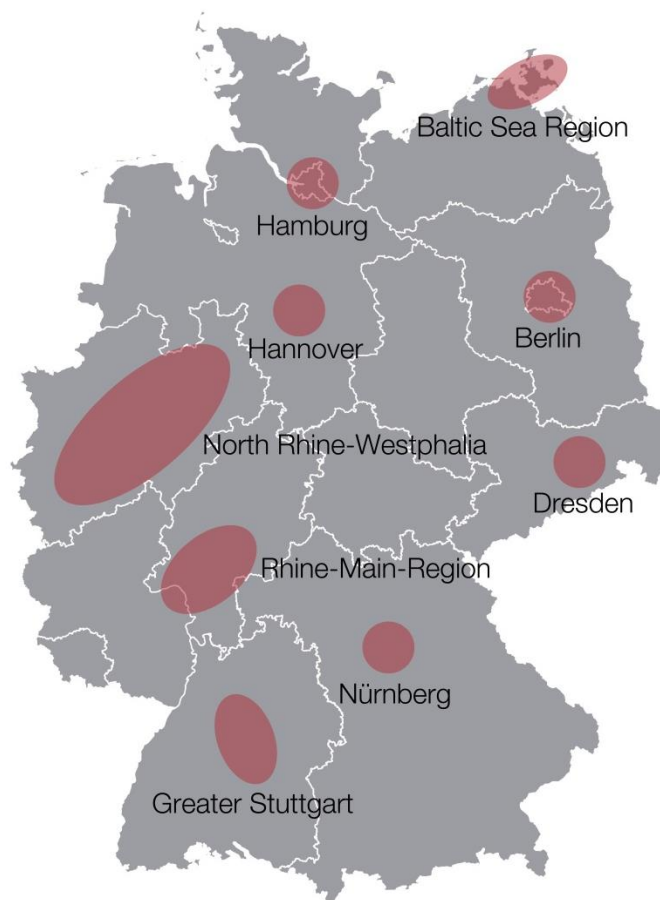 Baltic Sea Region
Hamburg
Hannover
Berlin
North Rhine-Westphalia
Dresden
Rhine-Main-Region
Nürnberg
Greater Stuttgart